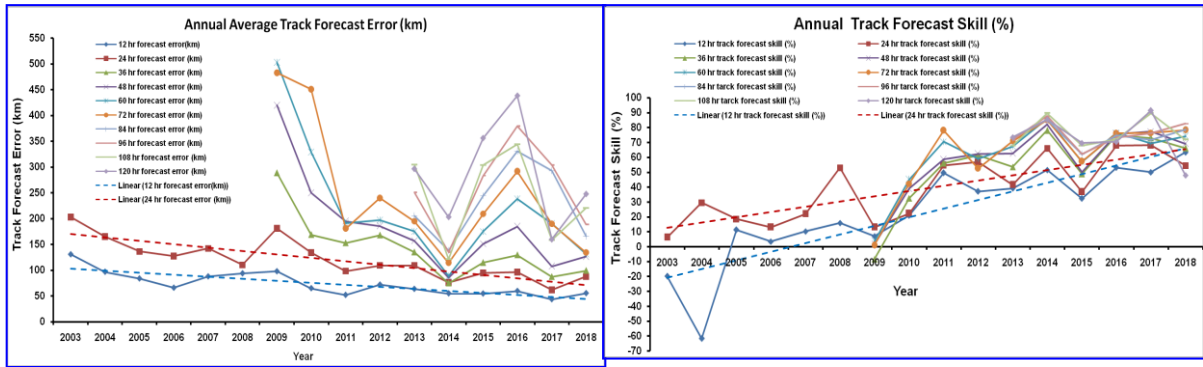 Annual Average Track Forecast Error (km)
550
500
450
400
350
300
250
200
150
100
50
0
Track Forecast Error (km)
12 hr forecast error(km)
24 hr forecast error (km)
36 hr forecast error (km)
48 hr forecast error (km)
60 hr forecast error (km)
72 hr forecast error (km)
84 hr forecast error (km)
96 hr forecast error (km)
108 hr forecast error (km)
120 hr forecast error (km)
Linear (12 hr forecast error(km))
Linear (24 hr forecast error (km))
2003 2004 2005 2006 2007 2008 2009 2010 2011 2012 2013 2014 2015 2016 2017 2018
Year
Annual Track Forecast Skill (%)
12 hr track forecast skill (%)
24 hr track forecast skill (%)
36 hr track forecast skill (%)
48 hr track forecast skill (%)
60 hr track forecast skill (%)
72 hr track forecast skill (%)
84 hr track forecast skill (%)
96 hr track forecast skill (%)
108 hr tarck forecast skill (%)
120 hr tarck forecast skill (%)
Linear (12 hr track forecast skill (%))
Linear (24 hr track forecast skill (%))
100
90
80
70
60
50
40
30
20
10
0
-10
-20
-30
-40
-50
-60
-70
Track Forecast Skill (%)
2003 2004 2005 2006 2007 2008 2009 2010 2011 2012 2013 2014 2015 2016 2017 2018
Year